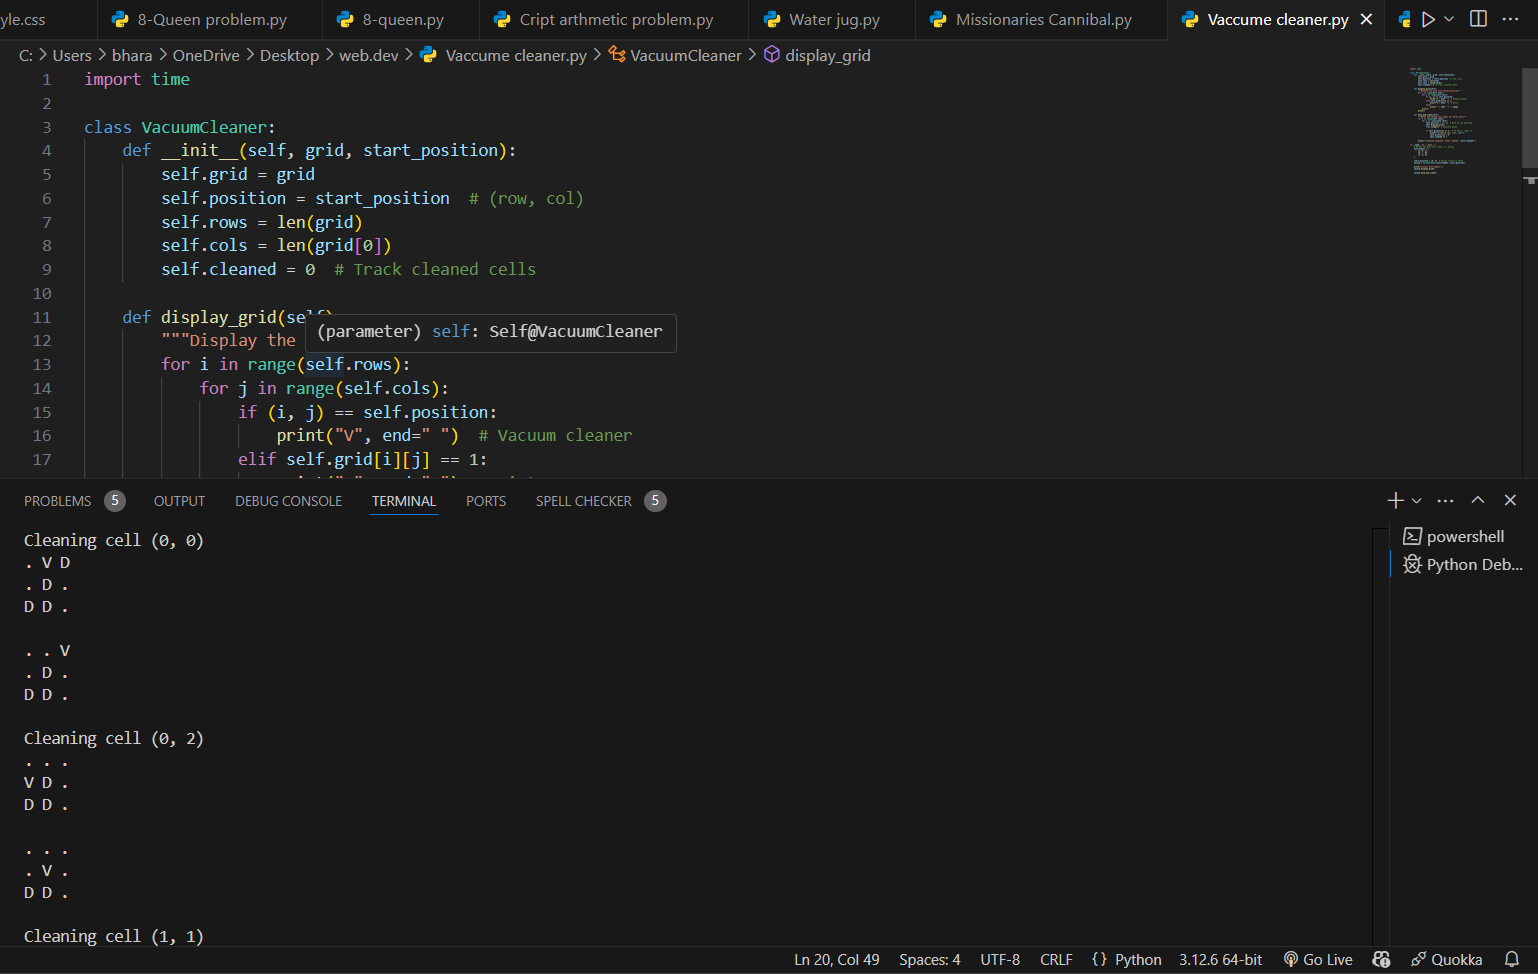 yle.css 8-Queen problem.py 8-queen.py Cript arthmetic problem.py Water jug.py Missionaries Cannibal.py Vaccume cleaner.py
C: > Users > bhara > OneDrive > Desktop > web.dev > Vaccume cleaner.py > VacuumCleaner > display_grid
1 import time
2
3 class VacuumCleaner:
4 def __init__(self, grid, start_position):
5 self.grid = grid
6 self.position = start_position # (row, col)
7 self.rows = len(grid)
8 self.cols = len(grid[0])
9 self.cleaned = 0 # Track cleaned cells
10
11 def display_grid(self)
(parameter) self: Self@VacuumCleaner
12 """Display the
13 for i in range(self.rows):
14 for j in range(self.cols):
15 if (i, j) == self.position:
16 print("V", end=" ") # Vacuum cleaner
17 elif self.grid[i][j] == 1:
PROBLEMS 5 OUTPUT DEBUG CONSOLE TERMINAL PORTS SPELL CHECKER 5
powershell
Python Deb...
Cleaning cell (0, 0)
. V D
. D .
D D .
. . V
. D .
D D .
Cleaning cell (0, 2)
. . .
V D .
D D .
. . .
. V .
D D .
Cleaning cell (1, 1)
Ln 20, Col 49 Spaces: 4 UTF-8 CRLF {} Python 3.12.6 64-bit Go Live Quokka